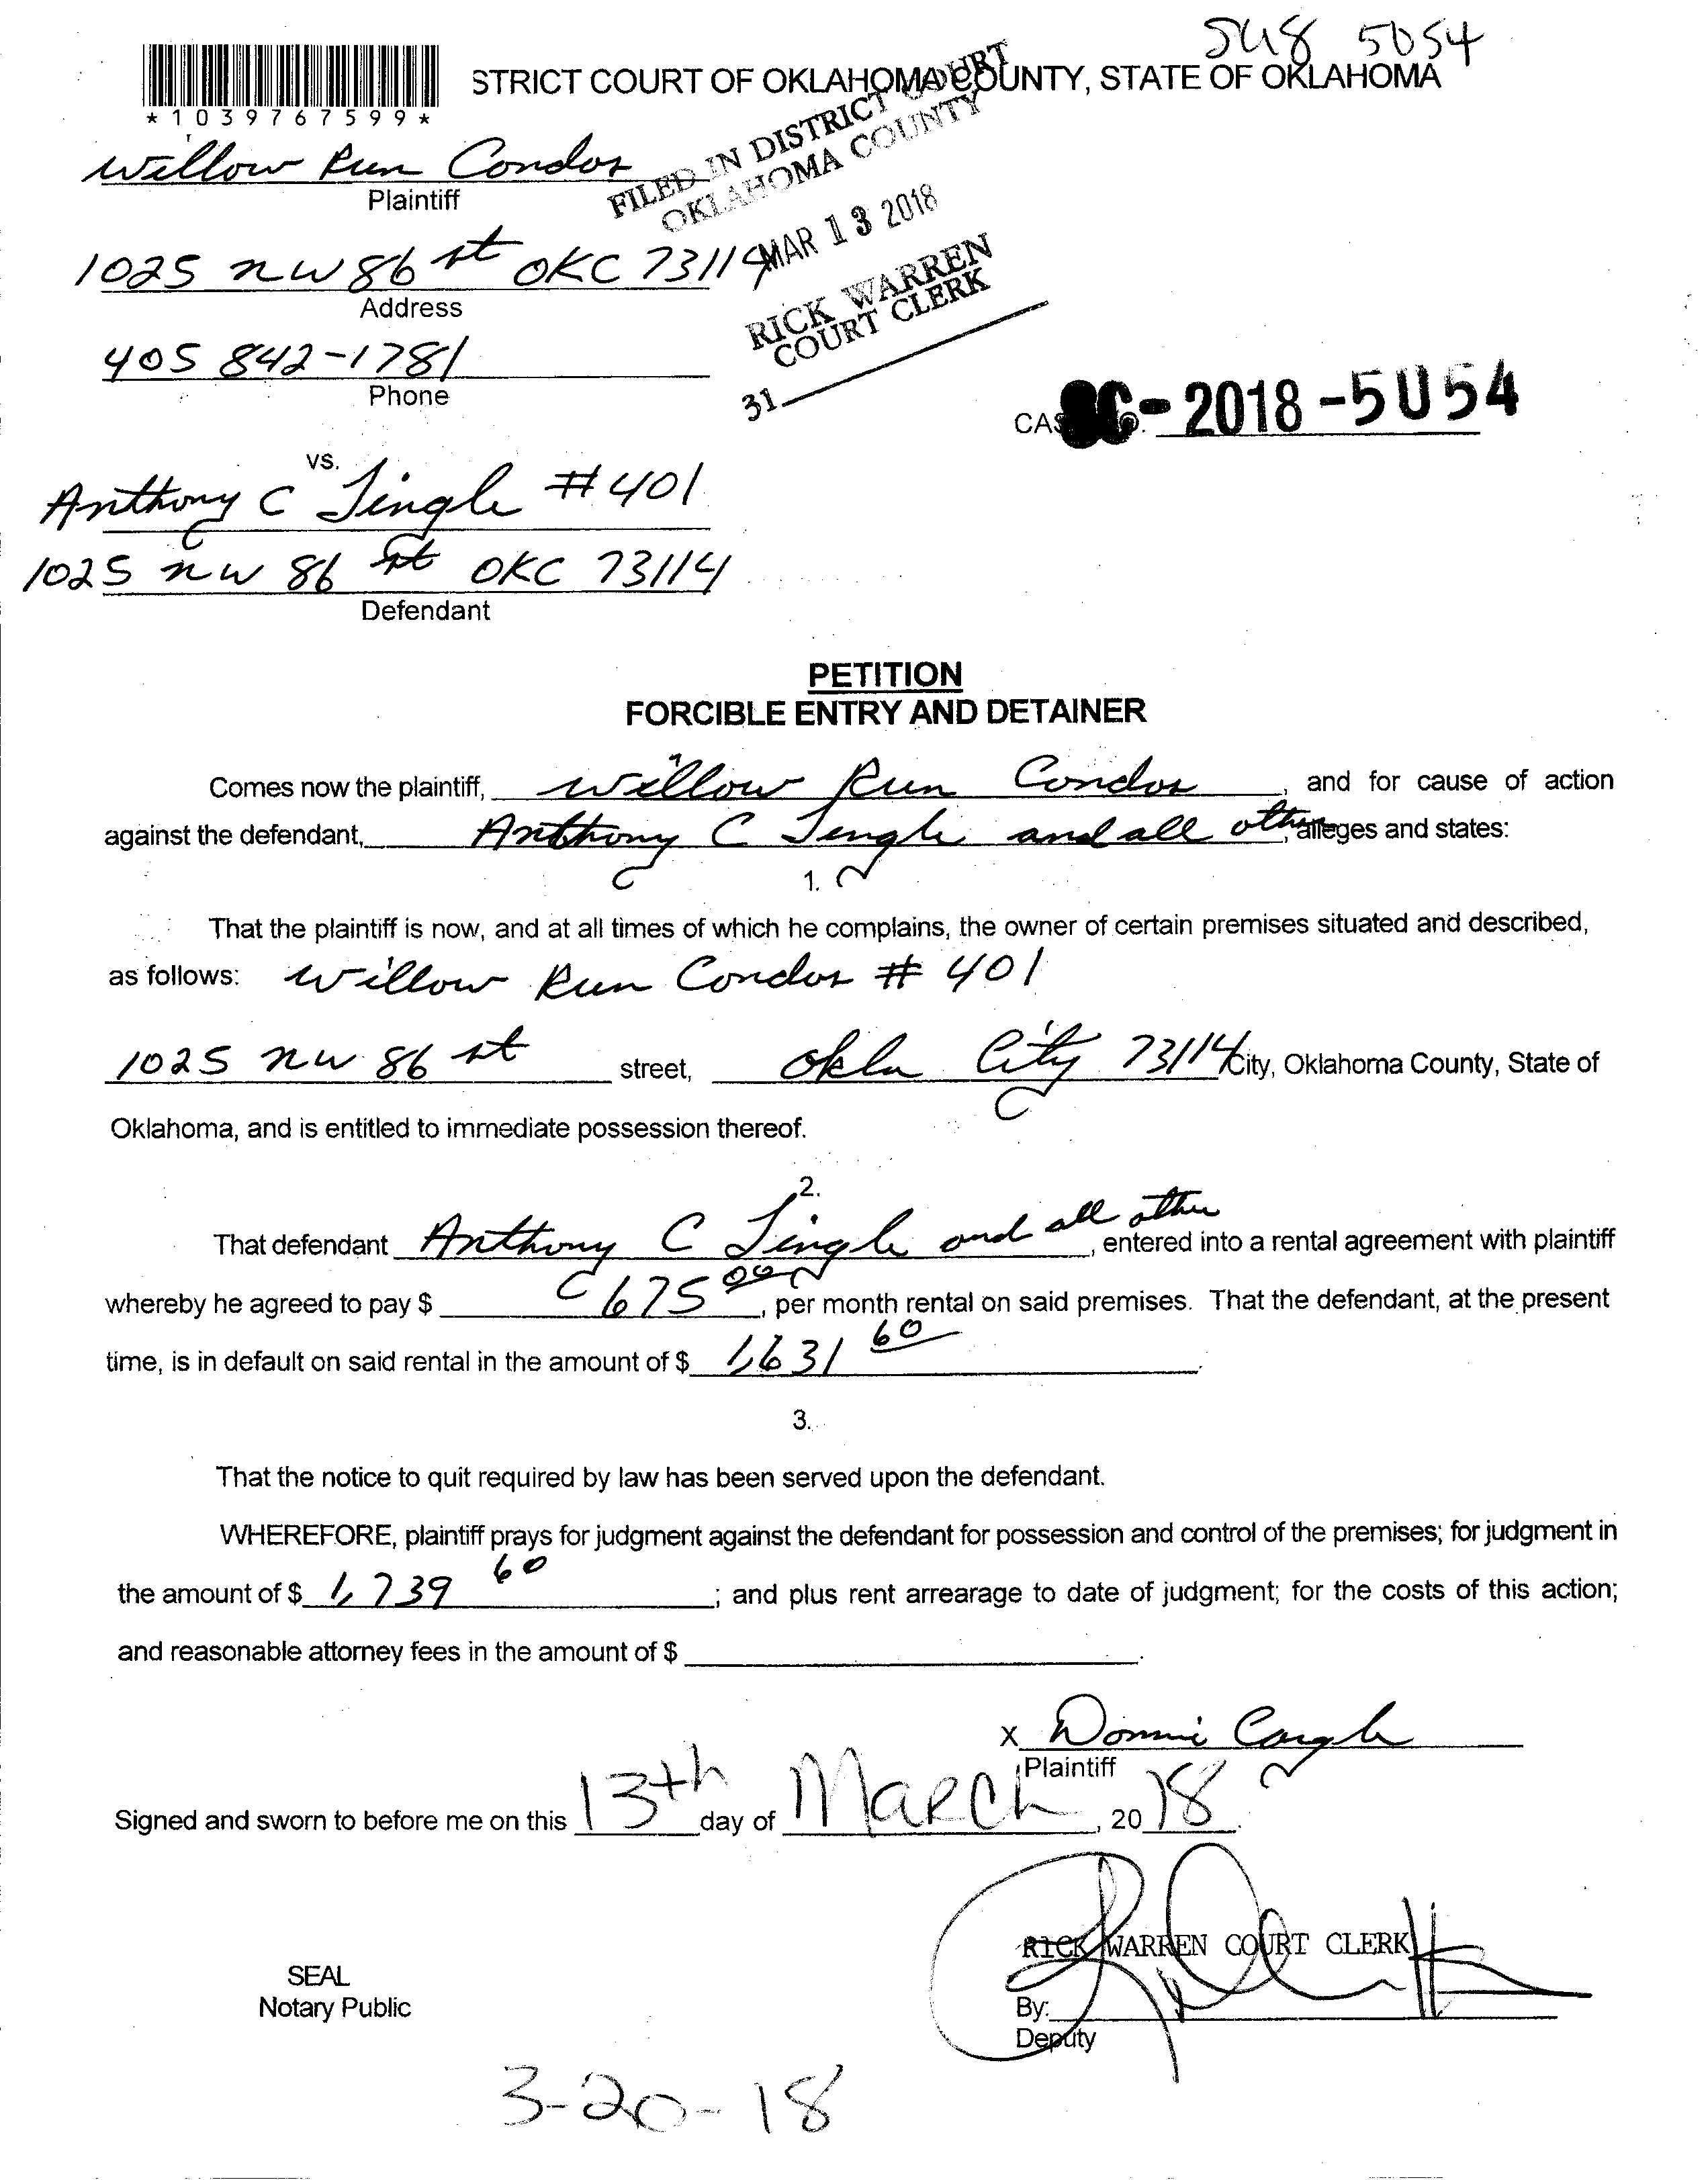 5054
STRICT COURT OF OKLAHOMA COUNTY, STATE OF OKLAHOMA
*1039767599*
Willow Run Condos
Plaintiff
FILED IN DISTRICT COURT
OKLAHOMA COUNTY
MAR 13 2018
RICK WARREN
COURT CLERK
31
1025 NW 86 st OKC 73114
Address
405 842-1781
Phone
CAS SC-2018-5054
vs.
Anthony C Tingle #401
1025 NW 86 st OKC 73114
Defendant
PETITION
FORCIBLE ENTRY AND DETAINER
Comes now the plaintiff, Willow Run Condos, and for cause of action
against the defendant, Anthony C Tingle and all other, alleges and states:
1.
That the plaintiff is now, and at all times of which he complains, the owner of certain premises situated and described,
as follows: Willow Run Condos # 401
1025 NW 86 st street, Okla City 73114 City, Oklahoma County, State of
Oklahoma, and is entitled to immediate possession thereof.
2.
That defendant Anthony C Tingle and all other, entered into a rental agreement with plaintiff
whereby he agreed to pay $ 675 00, per month rental on said premises. That the defendant, at the present
time, is in default on said rental in the amount of $ 1,631 60.
3.
That the notice to quit required by law has been served upon the defendant.
WHEREFORE, plaintiff prays for judgment against the defendant for possession and control of the premises; for judgment in
the amount of $ 1,739 60; and plus rent arrearage to date of judgment; for the costs of this action;
and reasonable attorney fees in the amount of $ .
X Donnie Cargle
Plaintiff
Signed and sworn to before me on this 13th day of March, 20 18.
RICK WARREN COURT CLERK
SEAL
Notary Public
By:
Deputy
3-20-18